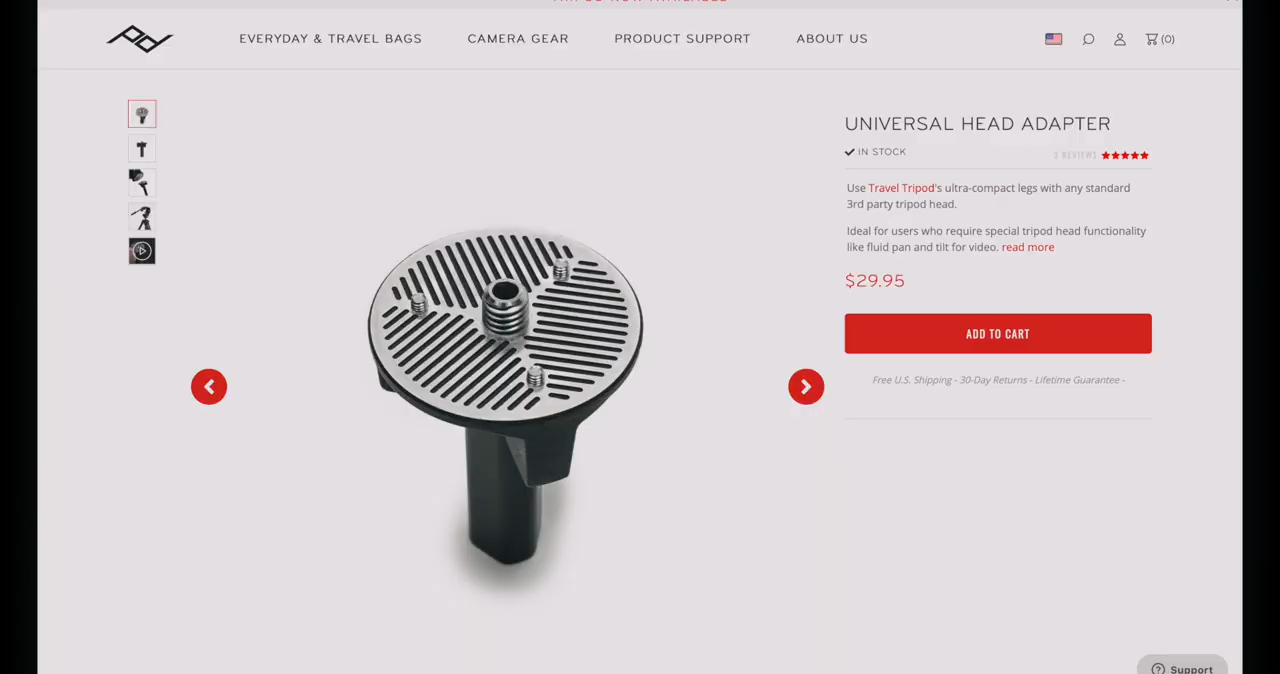 EVERYDAY & TRAVEL BAGS
CAMERA GEAR
PRODUCT SUPPORT
ABOUT US
(0)
UNIVERSAL HEAD ADAPTER
IN STOCK
REVIEWS
Use Travel Tripod's ultra-compact legs with any standard
3rd party tripod head.
Ideal for users who require special tripod head functionality
like fluid pan and tilt for video. read more
$29.95
ADD TO CART
Free U.S. Shipping - 30-Day Returns - Lifetime Guarantee -
Support